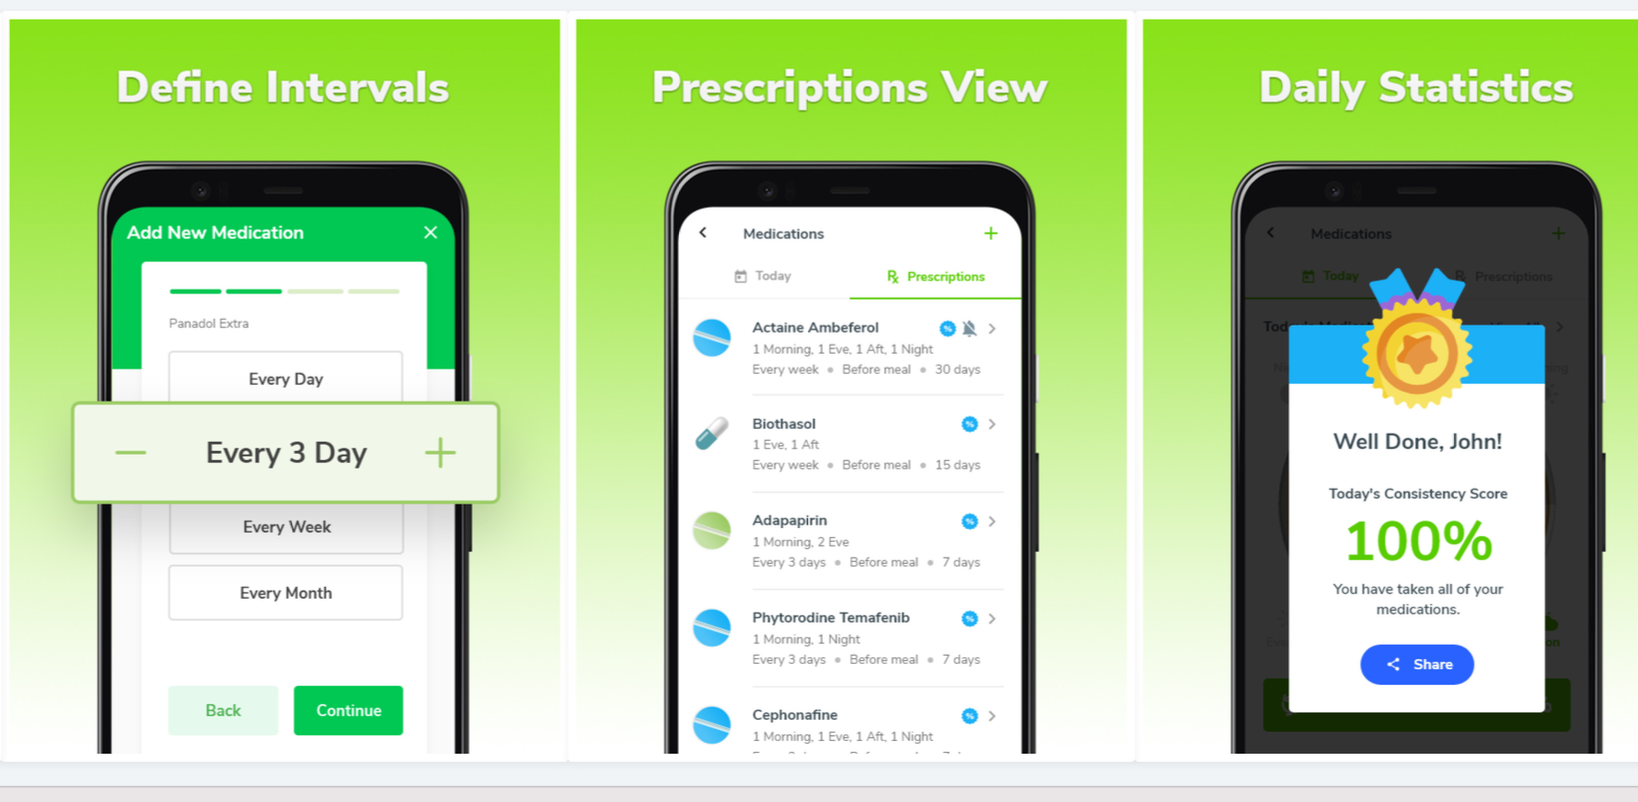 Define Intervals
Add New Medication
Panadol Extra
Every Day
Every 3 Day
Every Week
Every Month
Back
Continue
Prescriptions View
Medications
Today
Prescriptions
Actaine Ambeferol
1 Morning, 1 Eve, 1 Aft, 1 Night
Every week • Before meal • 30 days
Biothasol
1 Eve, 1 Aft
Every week • Before meal • 15 days
Adapapirin
1 Morning, 2 Eve
Every 3 days • Before meal • 7 days
Phytorodine Temafenib
1 Morning, 1 Night
Every 3 days • Before meal • 7 days
Cephonafine
1 Morning, 1 Eve, 1 Aft, 1 Night
Daily Statistics
Medications
Today
Prescriptions
Well Done, John!
Today's Consistency Score
100%
You have taken all of your
medications.
Share